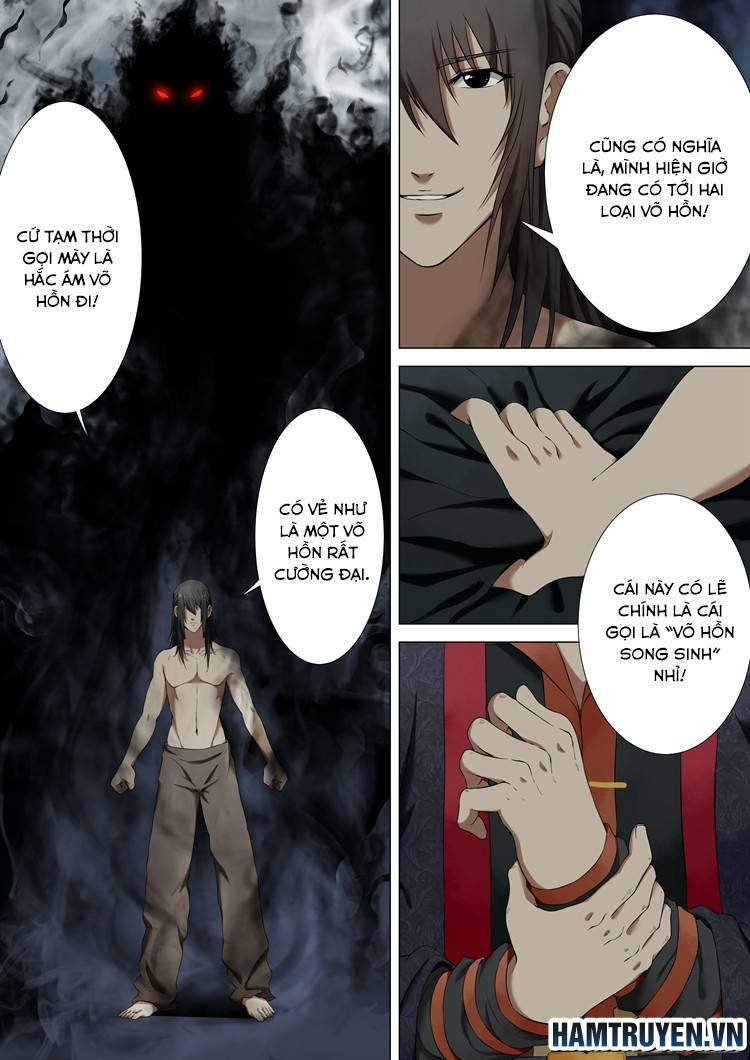 CỨ TẠM THỜI
GỌI MÀY LÀ
HẮC ÁM VÕ
HỒN ĐI!
CÓ VẺ NHƯ
LÀ MỘT VÕ
HỒN RẤT
CƯỜNG ĐẠI.
CŨNG CÓ NGHĨA
LÀ, MÌNH HIỆN GIỜ
ĐANG CÓ TỚI HAI
LOẠI VÕ HỒN!
CÁI NÀY CÓ LẼ
CHÍNH LÀ CÁI
GỌI LÀ "VÕ HỒN
SONG SINH"
NHỈ!
HAMTRUYEN.VN